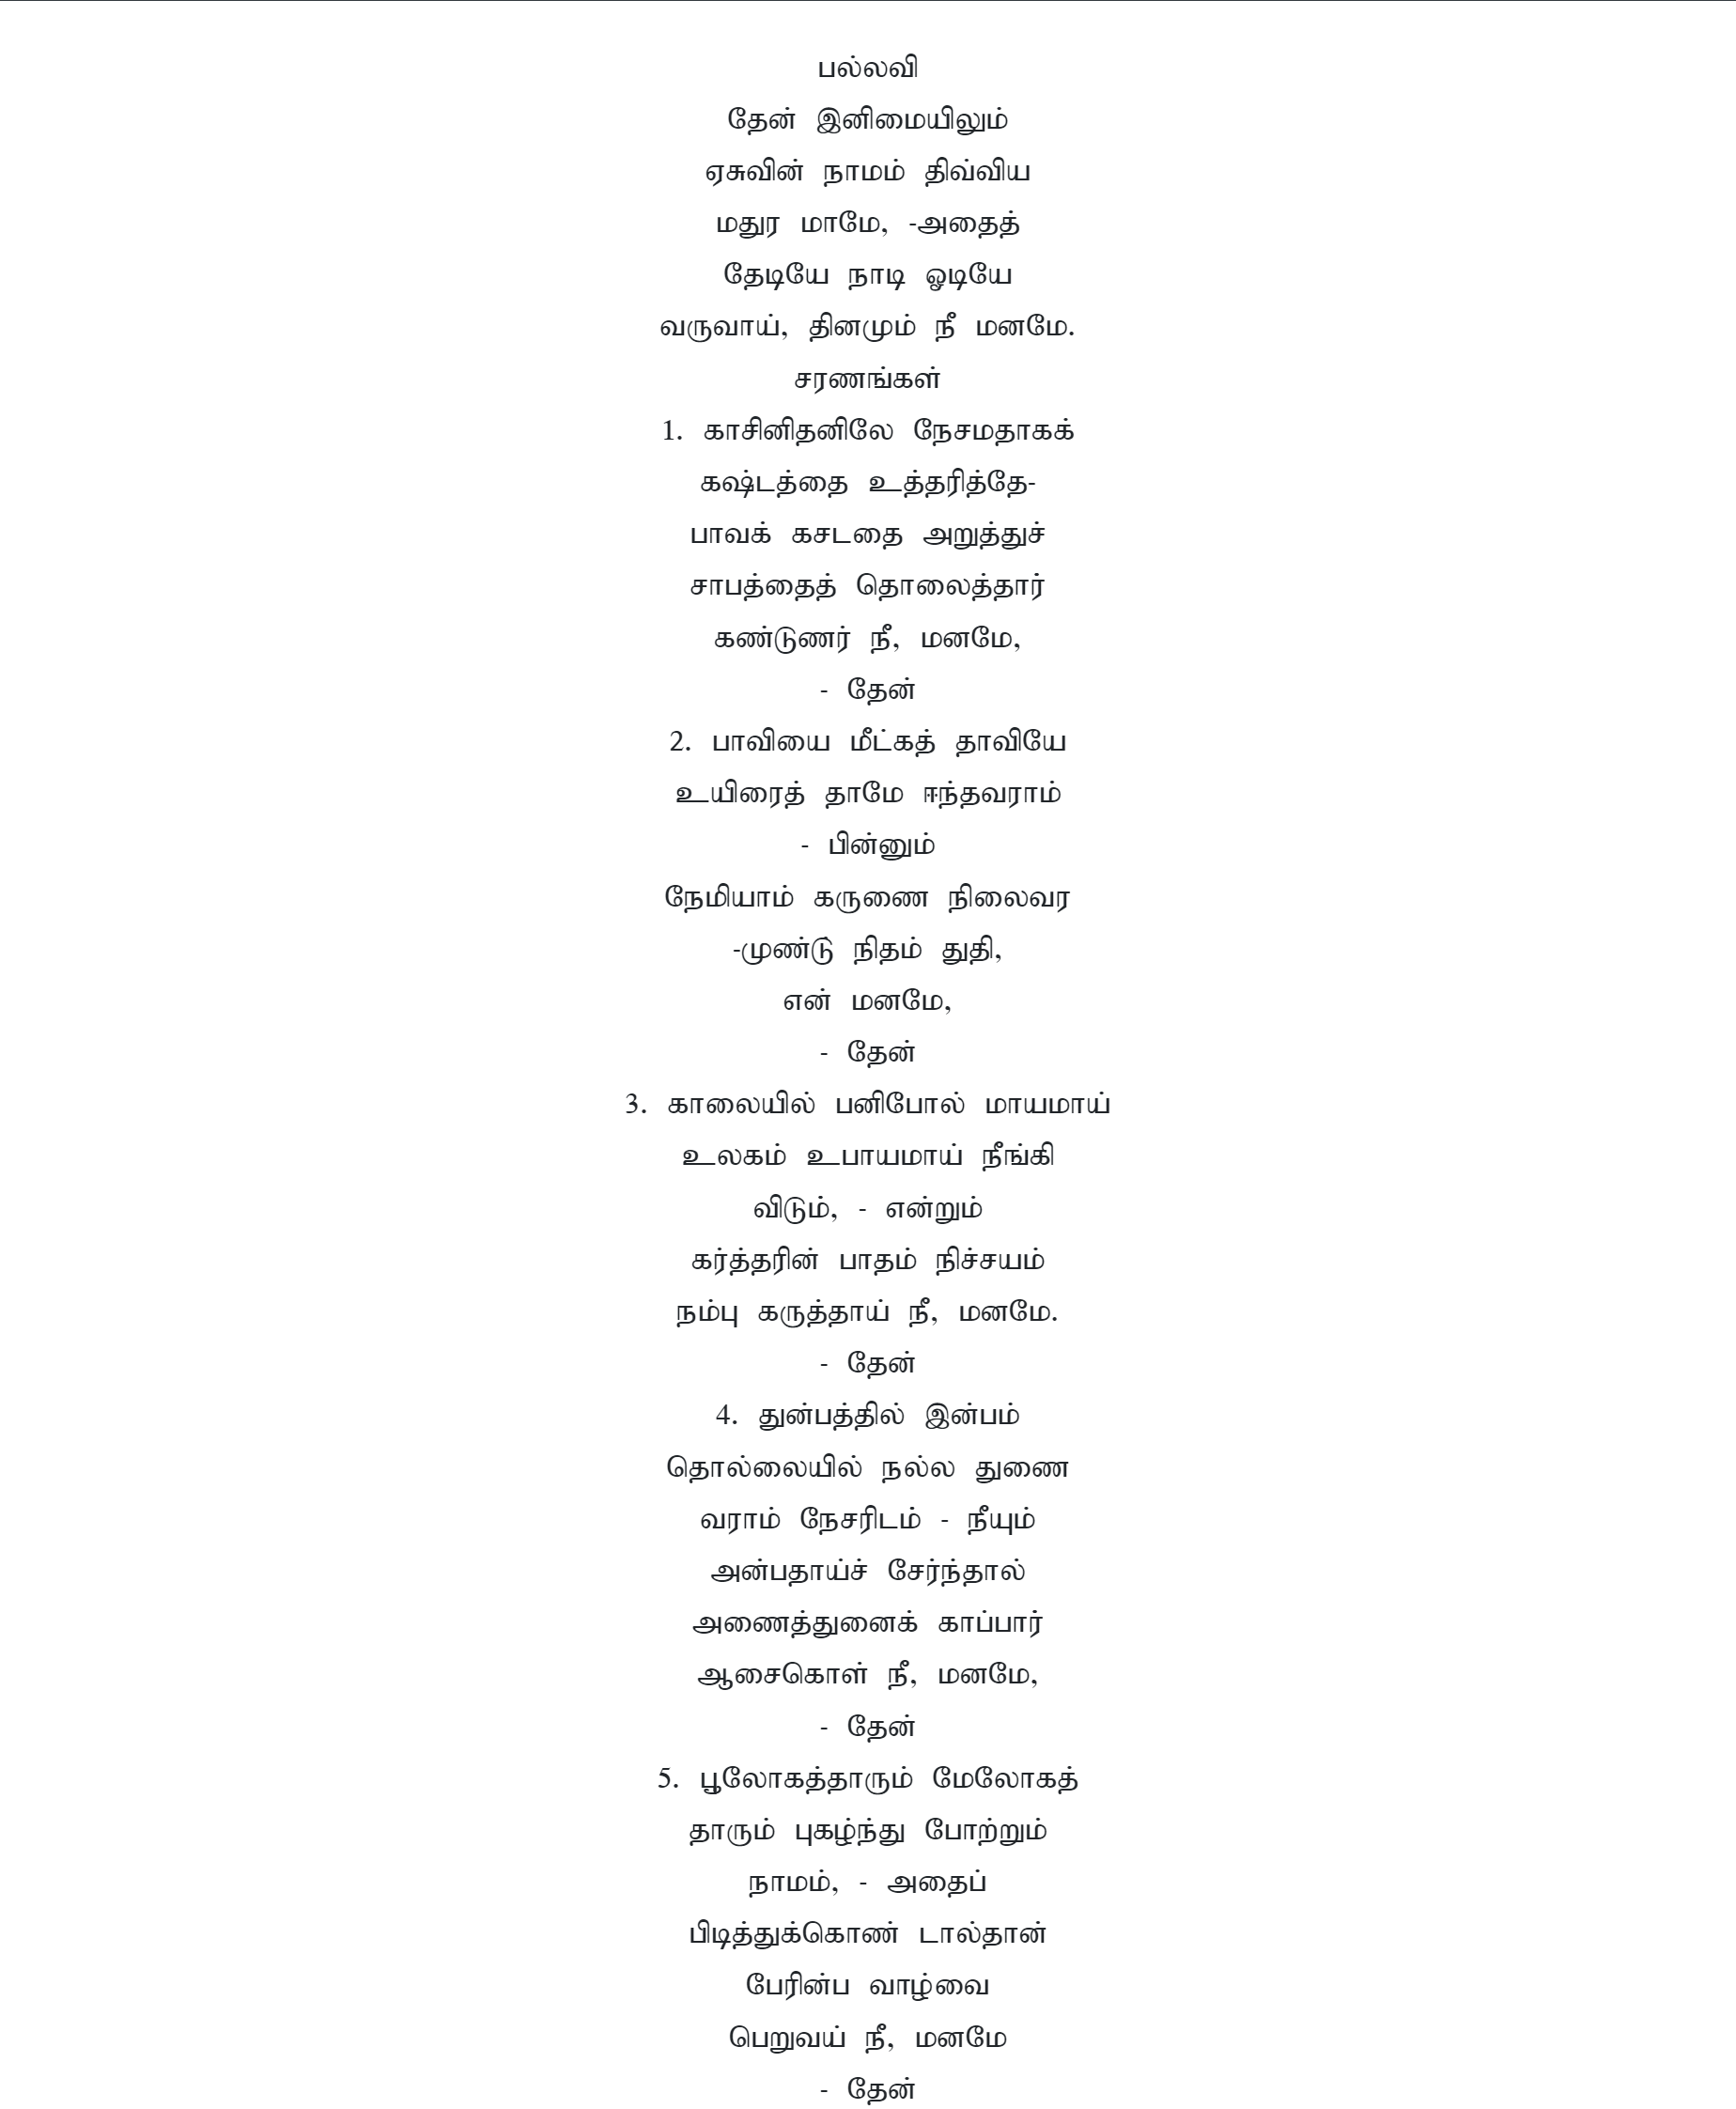 பல்லவி
தேன் இனிமையிலும்
ஏசுவின் நாமம் திவ்விய
மதுர மாமே, -அதைத்
தேடியே நாடி ஓடியே
வருவாய், தினமும் நீ மனமே.
சரணங்கள்
1. காசினிதனிலே நேசமதாகக்
கஷ்டத்தை உத்தரித்தே-
பாவக் கசடதை அறுத்துச்
சாபத்தைத் தொலைத்தார்
கண்டுணர் நீ, மனமே,
- தேன்
2. பாவியை மீட்கத் தாவியே
உயிரைத் தாமே ஈந்தவராம்
- பின்னும்
நேமியாம் கருணை நிலைவர
-முண்டு் நிதம் துதி,
என் மனமே,
- தேன்
3. காலையில் பனிபோல் மாயமாய்
உலகம் உபாயமாய் நீங்கி
விடும், - என்றும்
கர்த்தரின் பாதம் நிச்சயம்
நம்பு கருத்தாய் நீ, மனமே.
- தேன்
4. துன்பத்தில் இன்பம்
தொல்லையில் நல்ல துணை
வராம் நேசரிடம் - நீயும்
அன்பதாய்ச் சேர்ந்தால்
அணைத்துனைக் காப்பார்
ஆசைகொள் நீ, மனமே,
- தேன்
5. பூலோகத்தாரும் மேலோகத்
தாரும் புகழ்ந்து போற்றும்
நாமம், - அதைப்
பிடித்துக்கொண் டால்தான்
பேரின்ப வாழ்வை
பெறுவய் நீ, மனமே
- தேன்